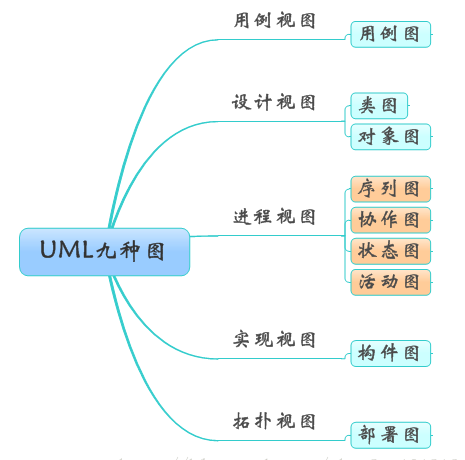 用例视图
用例图
设计视图
类图
对象图
进程视图
序列图
协作图
状态图
活动图
UML九种图
实现视图
构件图
拓扑视图
部署图